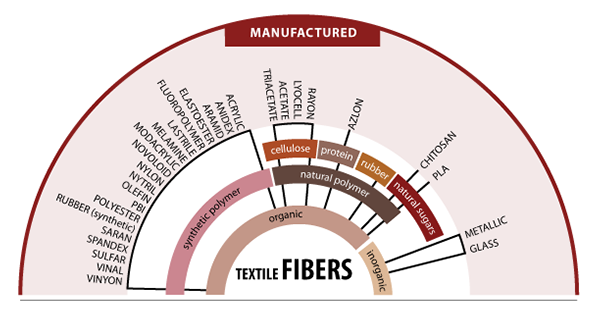 MANUFACTURED
TRIACETATE
ACETATE
LYOCELL
RAYON
AZLON
CHITOSAN
PLA
METALLIC
GLASS
ACRYLIC
ANIDEX
ARAMID
ELASTOESTER
FLUOROPOLYMER
LASTRILE
MELAMINE
MODACRYLIC
NOVOLOID
NYLON
NYTRIL
OLEFIN
PBI
POLYESTER
RUBBER (synthetic)
SARAN
SPANDEX
SULFAR
VINAL
VINYON
cellulose
protein
rubber
natural sugars
synthetic polymer
natural polymer
organic
inorganic
TEXTILE FIBERS